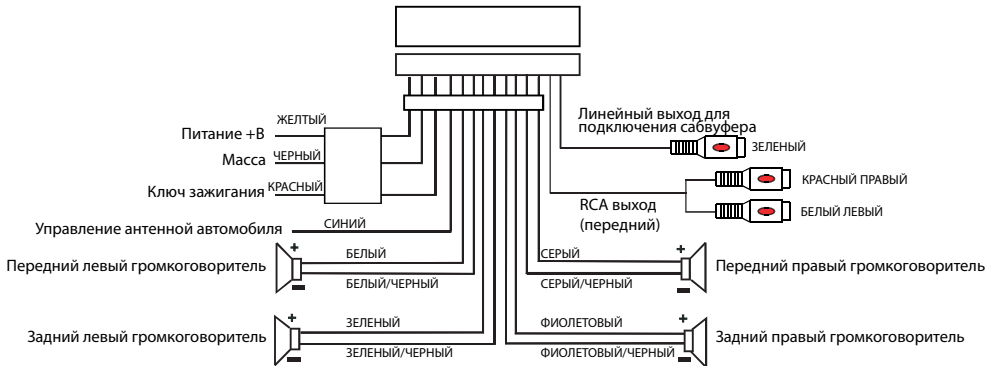 ЖЕЛТЫЙ
Питание +В
ЧЕРНЫЙ
Масса
КРАСНЫЙ
Ключ зажигания
СИНИЙ
Управление антенной автомобиля
БЕЛЫЙ
Передний левый громкоговоритель
БЕЛЫЙ/ЧЕРНЫЙ
ЗЕЛЕНЫЙ
Задний левый громкоговоритель
ЗЕЛЕНЫЙ/ЧЕРНЫЙ
Линейный выход для
подключения сабвуфера
ЗЕЛЕНЫЙ
КРАСНЫЙ ПРАВЫЙ
RCA выход
(передний)
БЕЛЫЙ ЛЕВЫЙ
СЕРЫЙ
Передний правый громкоговоритель
СЕРЫЙ/ЧЕРНЫЙ
ФИОЛЕТОВЫЙ
Задний правый громкоговоритель
ФИОЛЕТОВЫЙ/ЧЕРНЫЙ